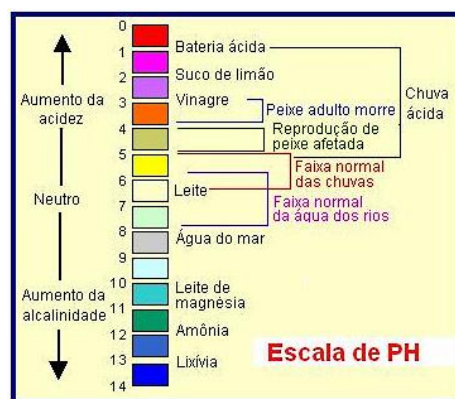 0
1
2
3
4
5
6
7
8
9
10
11
12
13
14
Aumento da
acidez
Neutro
Aumento da
alcalinidade
Bateria ácida
Suco de limão
Vinagre
Leite
Água do mar
Leite de
magnésia
Amônia
Lixívia
Peixe adulto morre
Reprodução de
peixe afetada
Faixa normal
das chuvas
Faixa normal
da água dos rios
Chuva
ácida
Escala de PH